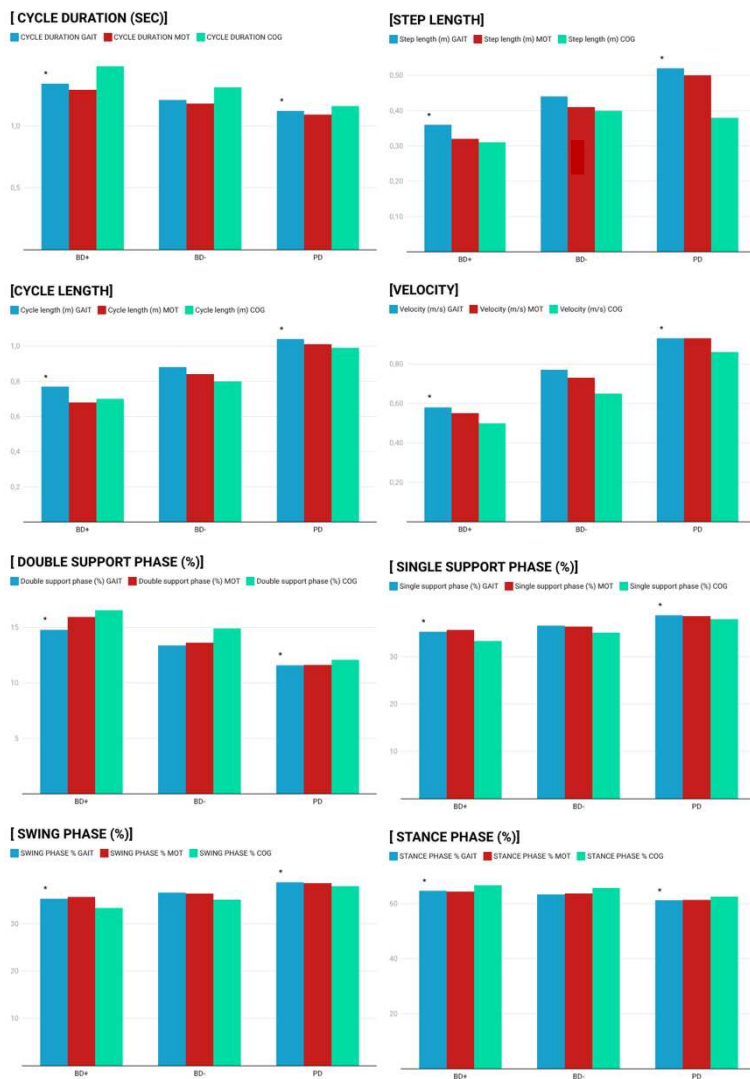 [ CYCLE DURATION (SEC)]
CYCLE DURATION GAIT CYCLE DURATION MOT CYCLE DURATION COG
*
*
1,0
0,5
BD+ BD- PD
[STEP LENGTH]
Step length (m) GAIT Step length (m) MOT Step length (m) COG
*
0,50
*
0,40
0,30
0,20
0,10
BD+ BD- PD
[CYCLE LENGTH]
Cycle length (m) GAIT Cycle length (m) MOT Cycle length (m) COG
*
1,0
*
0,8
0,6
0,4
0,2
BD+ BD- PD
[VELOCITY]
Velocity (m/s) GAIT Velocity (m/s) MOT Velocity (m/s) COG
*
0,80
*
0,60
0,40
0,20
BD+ BD- PD
[ DOUBLE SUPPORT PHASE (%)]
Double support phase (%) GAIT Double support phase (%) MOT Double support phase (%) COG
*
15
*
10
5
BD+ BD- PD
[ SINGLE SUPPORT PHASE (%)]
Single support phase (%) GAIT Single support phase (%) MOT Single support phase (%) COG
*
*
30
20
10
BD+ BD- PD
[ SWING PHASE (%)]
SWING PHASE % GAIT SWING PHASE % MOT SWING PHASE % COG
*
*
30
20
10
BD+ BD- PD
[ STANCE PHASE (%)]
STANCE PHASE % GAIT STANCE PHASE % MOT STANCE PHASE % COG
*
*
60
40
20
BD+ BD- PD